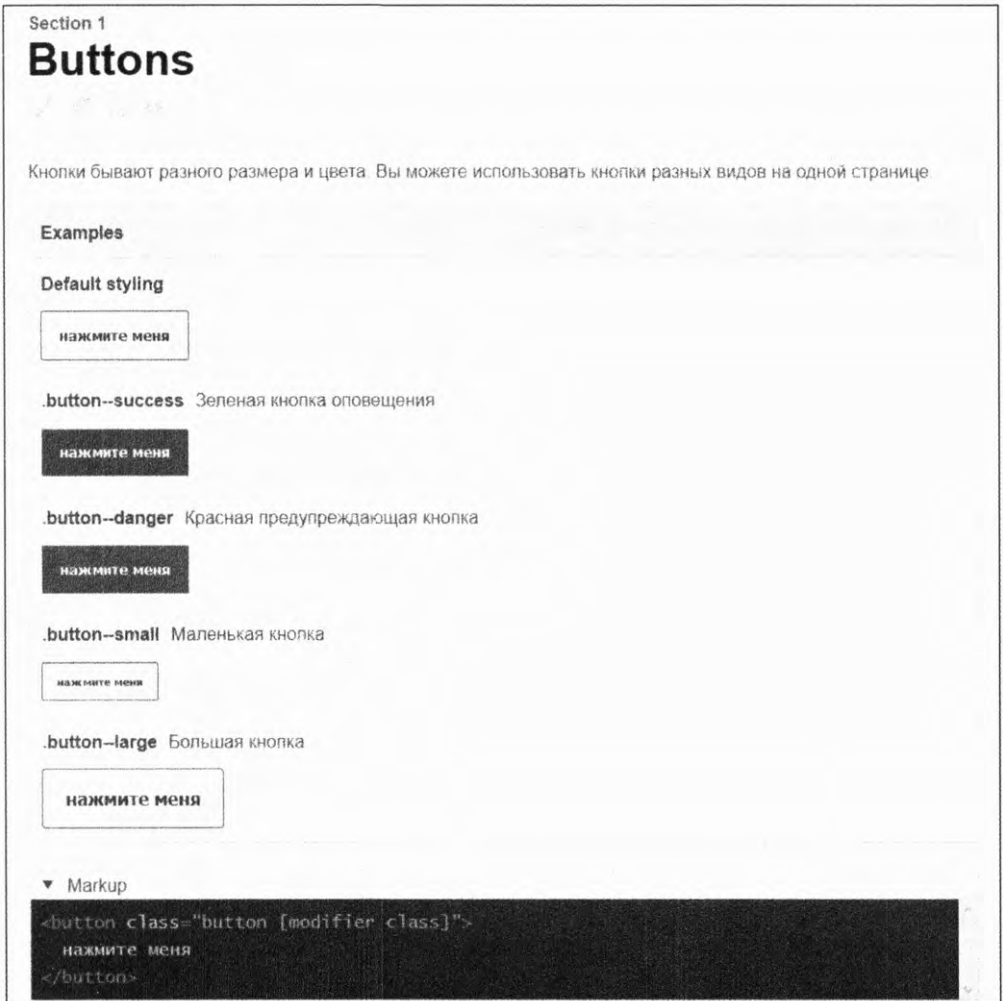 Section 1
Buttons
Кнопки бывают разного размера и цвета. Вы можете использовать кнопки разных видов на одной странице.
Examples
Default styling
нажмите меня
.button--success Зеленая кнопка оповещения
нажмите меня
.button--danger Красная предупреждающая кнопка
нажмите меня
.button--small Маленькая кнопка
нажмите меня
.button--large Большая кнопка
нажмите меня
▼ Markup
<button class="button [modifier class]">
нажмите меня
</button>